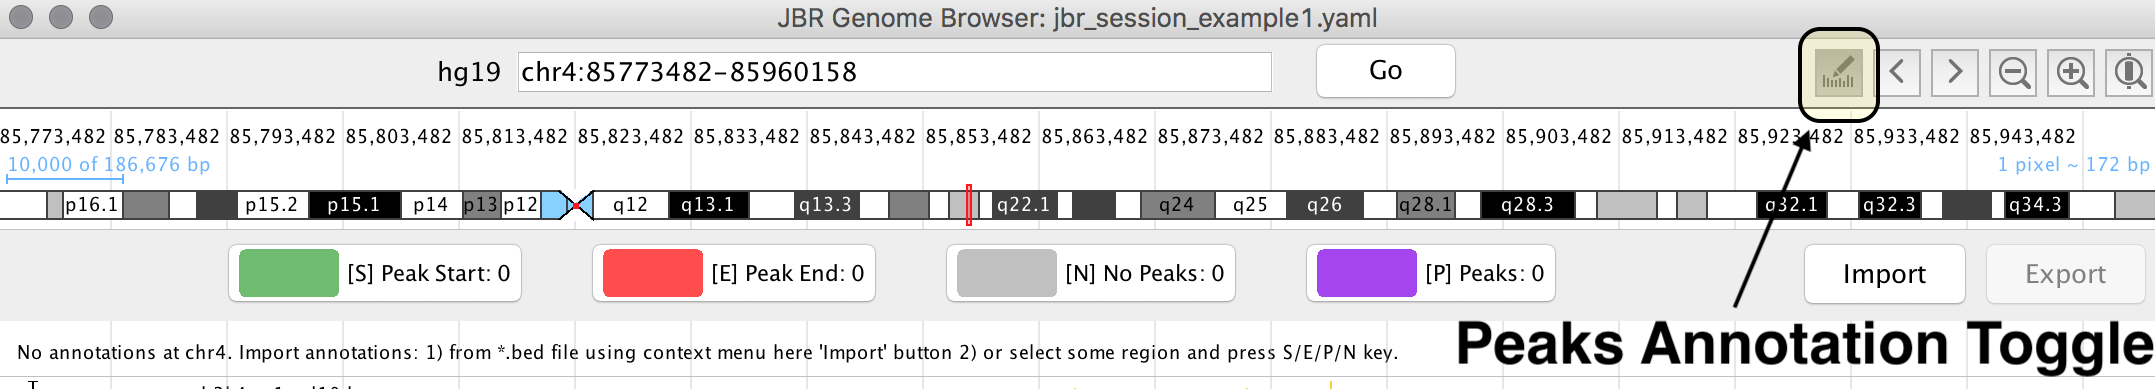 JBR Genome Browser: jbr_session_example1.yaml
hg19 chr4:85773482-85960158 Go
85,773,482 85,783,482 85,793,482 85,803,482 85,813,482 85,823,482 85,833,482 85,843,482 85,853,482 85,863,482 85,873,482 85,883,482 85,893,482 85,903,482 85,913,482 85,923,482 85,933,482 85,943,482
10,000 of 186,676 bp 1 pixel ~ 172 bp
p16.1 p15.2 p15.1 p14 p13 p12 q12 q13.1 q13.3 q22.1 q24 q25 q26 q28.1 q28.3 q32.1 q32.3 q34.3
[S] Peak Start: 0 [E] Peak End: 0 [N] No Peaks: 0 [P] Peaks: 0 Import Export
Peaks Annotation Toggle
No annotations at chr4. Import annotations: 1) from *.bed file using context menu here 'Import' button 2) or select some region and press S/E/P/N key.